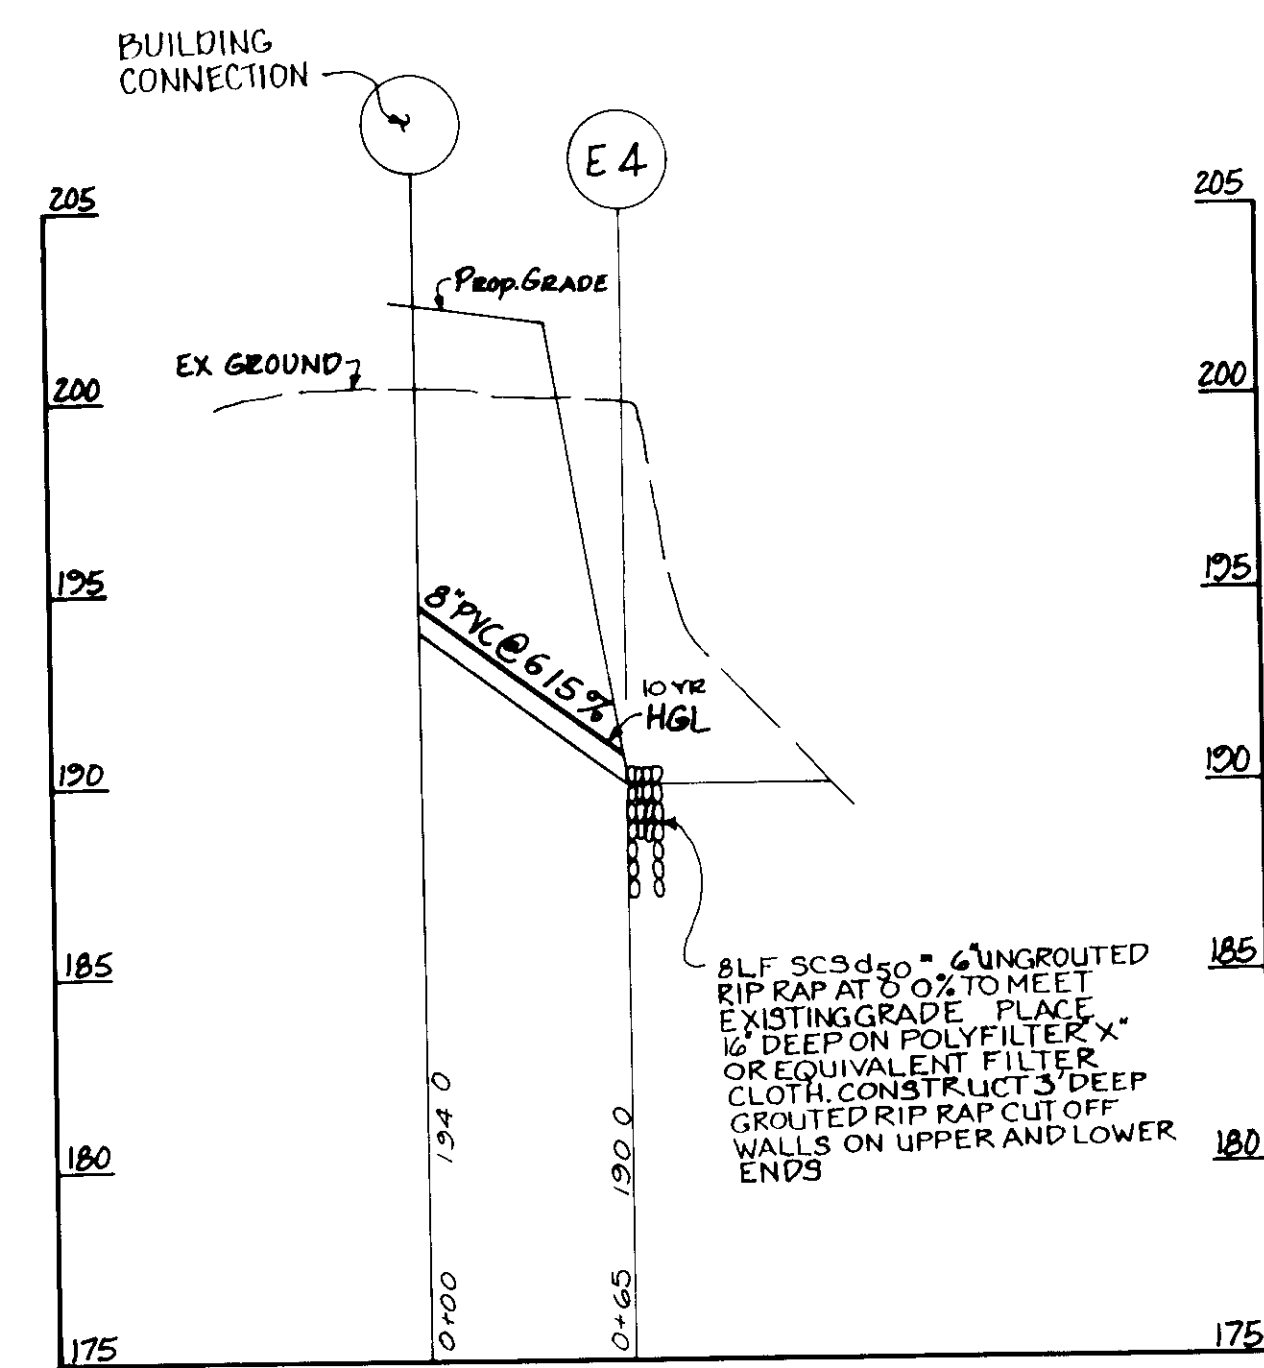 BUILDING
CONNECTION
E 4
205
205
PROP. GRADE
EX GROUND
200
200
195
195
8" PVC @ 6 15%
10 YR
HGL
190
190
185
185
8LF SCS d50 = 6" UNGROUTED
RIP RAP AT 0 0% TO MEET
EXISTING GRADE PLACE
16" DEEP ON POLYFILTER "X"
OR EQUIVALENT FILTER
CLOTH. CONSTRUCT 3' DEEP
GROUTED RIP RAP CUT OFF
WALLS ON UPPER AND LOWER
ENDS
194 0
190 0
180
180
0+00
0+65
175
175